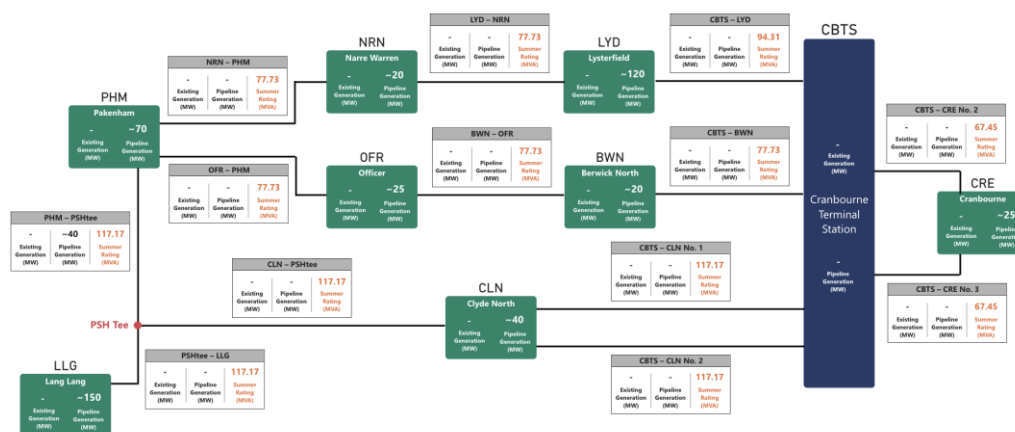 LYD – NRN
- - 77.73
Existing Generation (MW) Pipeline Generation (MW) Summer Rating (MVA)
CBTS – LYD
- - 94.31
Existing Generation (MW) Pipeline Generation (MW) Summer Rating (MVA)
CBTS
NRN – PHM
- - 77.73
Existing Generation (MW) Pipeline Generation (MW) Summer Rating (MVA)
NRN
Narre Warren
- ~20
Existing Generation (MW) Pipeline Generation (MW)
LYD
Lysterfield
- ~120
Existing Generation (MW) Pipeline Generation (MW)
PHM
Pakenham
- ~70
Existing Generation (MW) Pipeline Generation (MW)
CBTS – CRE No. 2
- - 67.45
Existing Generation (MW) Pipeline Generation (MW) Summer Rating (MVA)
BWN – OFR
- - 77.73
Existing Generation (MW) Pipeline Generation (MW) Summer Rating (MVA)
CBTS – BWN
- - 77.73
Existing Generation (MW) Pipeline Generation (MW) Summer Rating (MVA)
OFR – PHM
- - 77.73
Existing Generation (MW) Pipeline Generation (MW) Summer Rating (MVA)
OFR
Officer
- ~25
Existing Generation (MW) Pipeline Generation (MW)
BWN
Berwick North
- ~20
Existing Generation (MW) Pipeline Generation (MW)
-
Existing Generation (MW)
Cranbourne
Terminal
Station
-
Pipeline Generation (MW)
CRE
Cranbourne
- ~25
Existing Generation (MW) Pipeline Generation (MW)
PHM – PSHtee
- ~40 117.17
Existing Generation (MW) Pipeline Generation (MW) Summer Rating (MVA)
CLN – PSHtee
- - 117.17
Existing Generation (MW) Pipeline Generation (MW) Summer Rating (MVA)
CBTS – CLN No. 1
- - 117.17
Existing Generation (MW) Pipeline Generation (MW) Summer Rating (MVA)
CBTS – CRE No. 3
- - 67.45
Existing Generation (MW) Pipeline Generation (MW) Summer Rating (MVA)
CLN
Clyde North
- ~40
Existing Generation (MW) Pipeline Generation (MW)
PSH Tee
PSHtee – LLG
- - 117.17
Existing Generation (MW) Pipeline Generation (MW) Summer Rating (MVA)
CBTS – CLN No. 2
- - 117.17
Existing Generation (MW) Pipeline Generation (MW) Summer Rating (MVA)
LLG
Lang Lang
- ~150
Existing Generation (MW) Pipeline Generation (MW)